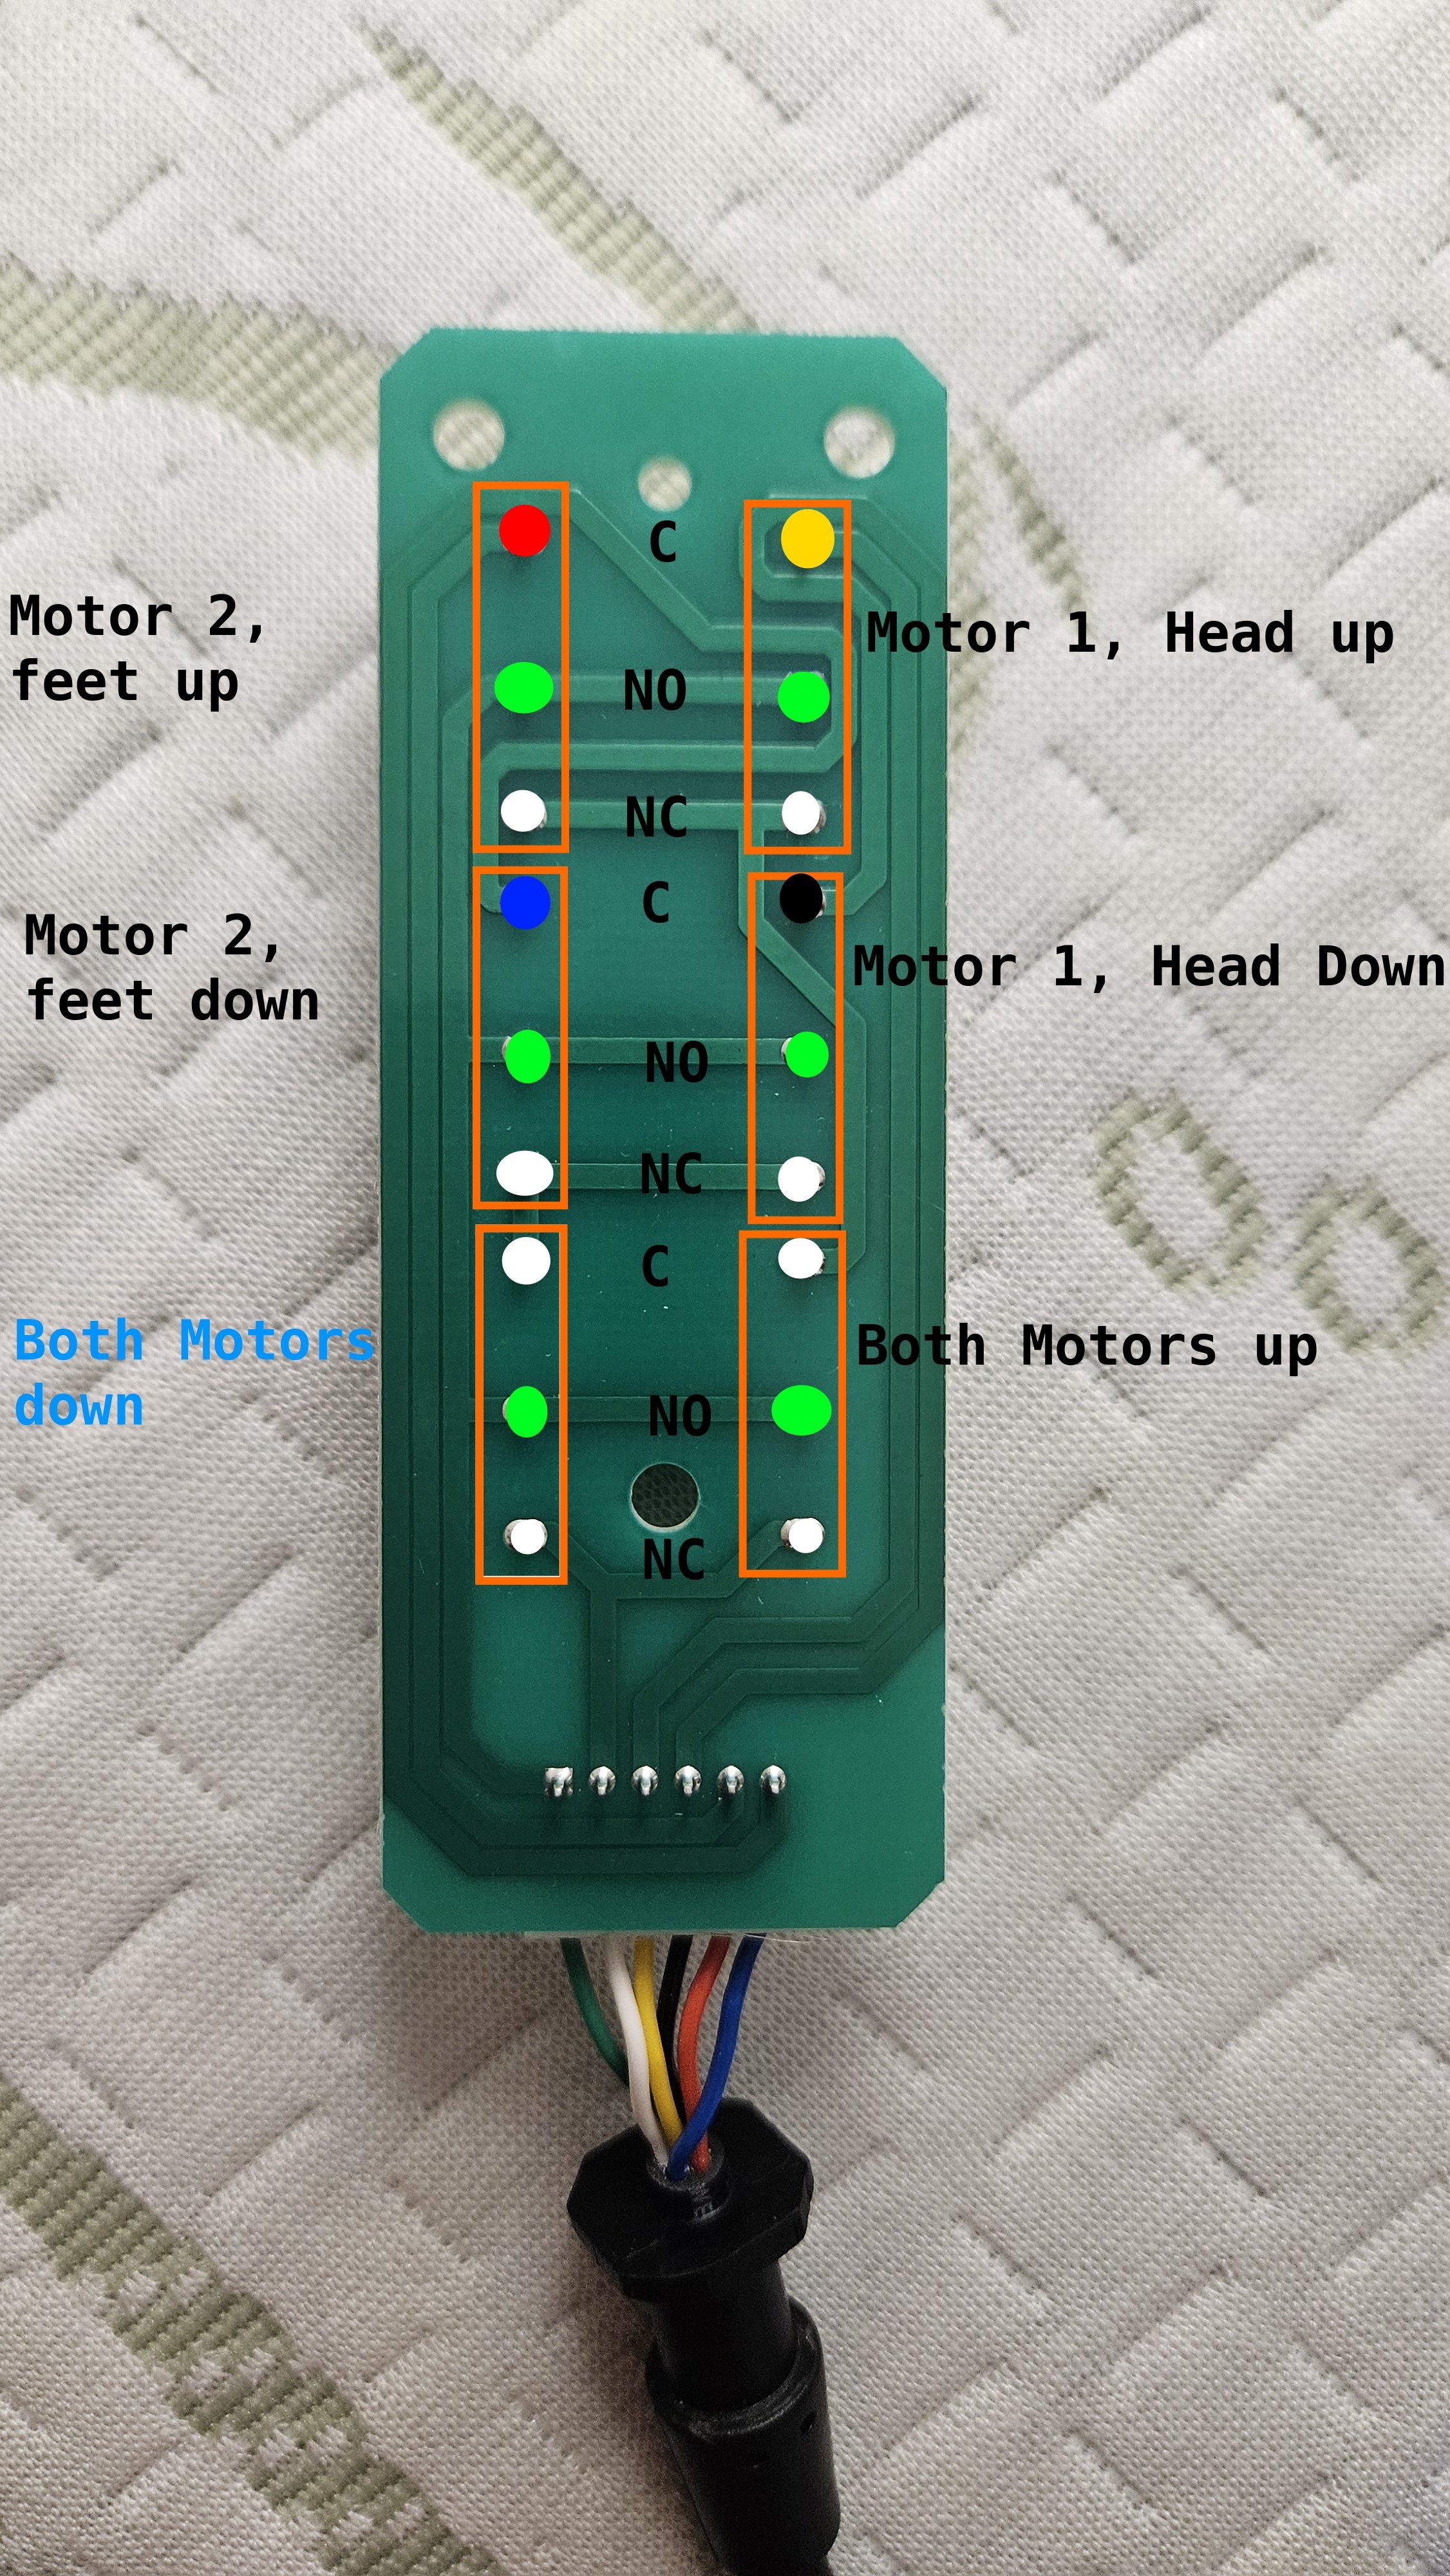 C
Motor 2,
feet up
Motor 1, Head up
NO
NC
C
Motor 2,
feet down
Motor 1, Head Down
NO
NC
C
Both Motors
down
Both Motors up
NO
NC